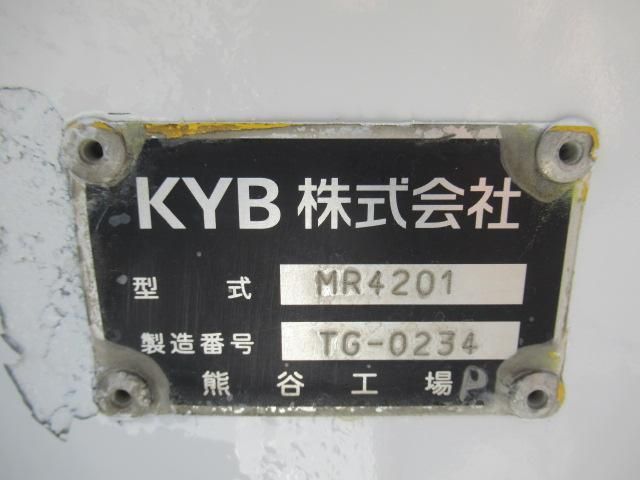 KYB 株式会社
型式 MR4201
製造番号 TG-0234
熊谷工場 P